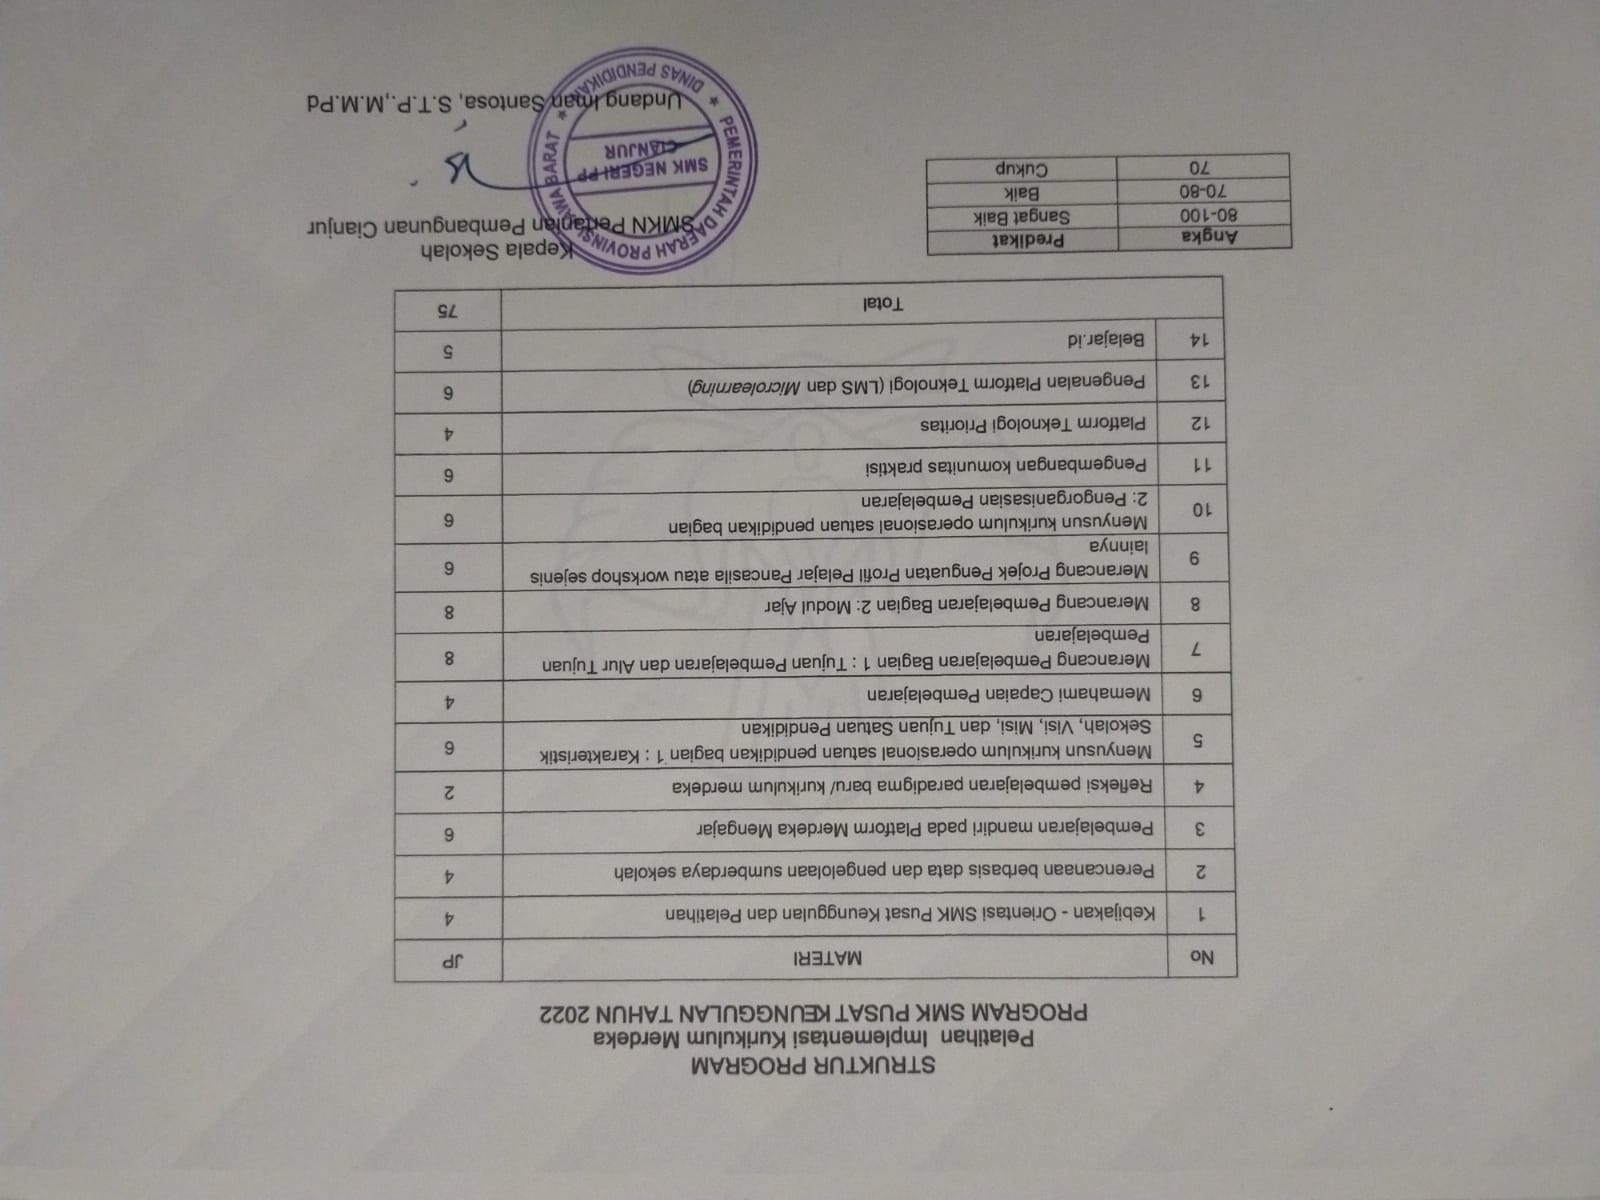 STRUKTUR PROGRAM
Pelatihan Implementasi Kurikulum Merdeka
PROGRAM SMK PUSAT KEUNGGULAN TAHUN 2022
No MATERI JP
1 Kebijakan - Orientasi SMK Pusat Keunggulan dan Pelatihan 4
2 Perencanaan berbasis data dan pengelolaan sumberdaya sekolah 4
3 Pembelajaran mandiri pada Platform Merdeka Mengajar 6
4 Refleksi pembelajaran paradigma baru/ kurikulum merdeka 2
5 Menyusun kurikulum operasional satuan pendidikan bagian 1 : Karakteristik
Sekolah, Visi, Misi, dan Tujuan Satuan Pendidikan 6
6 Memahami Capaian Pembelajaran 4
7 Merancang Pembelajaran Bagian 1 : Tujuan Pembelajaran dan Alur Tujuan
Pembelajaran 8
8 Merancang Pembelajaran Bagian 2: Modul Ajar 8
9 Merancang Projek Penguatan Profil Pelajar Pancasila atau workshop sejenis
lainnya 6
10 Menyusun kurikulum operasional satuan pendidikan bagian
2: Pengorganisasian Pembelajaran 6
11 Pengembangan komunitas praktisi 6
12 Platform Teknologi Prioritas 4
13 Pengenalan Platform Teknologi (LMS dan Microlearning) 6
14 Belajar.id 5
Total 75
Angka Predikat
80-100 Sangat Baik
70-80 Baik
70 Cukup
Kepala Sekolah
SMKN Pertanian Pembangunan Cianjur
PEMERINTAH DAERAH PROVINSI JAWA BARAT
SMK NEGERI PP
CIANJUR
DINAS PENDIDIKAN
Undang Iman Santosa, S.T.P.,M.M.Pd